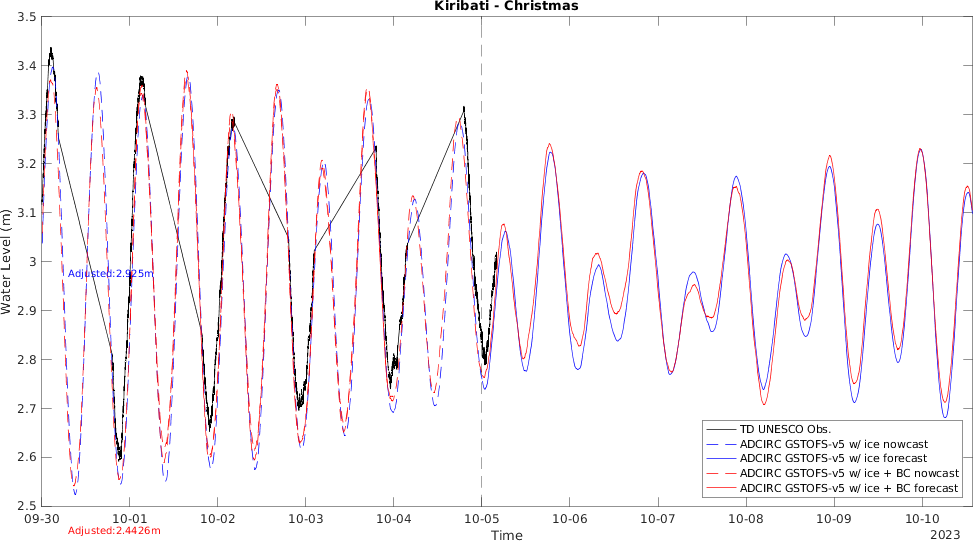 Kiribati - Christmas
3.5
3.4
3.3
3.2
3.1
3
2.9
2.8
2.7
2.6
2.5
Water Level (m)
Adjusted:2.925m
Adjusted:2.4426m
TD UNESCO Obs.
ADCIRC GSTOFS-v5 w/ ice nowcast
ADCIRC GSTOFS-v5 w/ ice forecast
ADCIRC GSTOFS-v5 w/ ice + BC nowcast
ADCIRC GSTOFS-v5 w/ ice + BC forecast
09-30 10-01 10-02 10-03 10-04 10-05 10-06 10-07 10-08 10-09 10-10
Time
2023